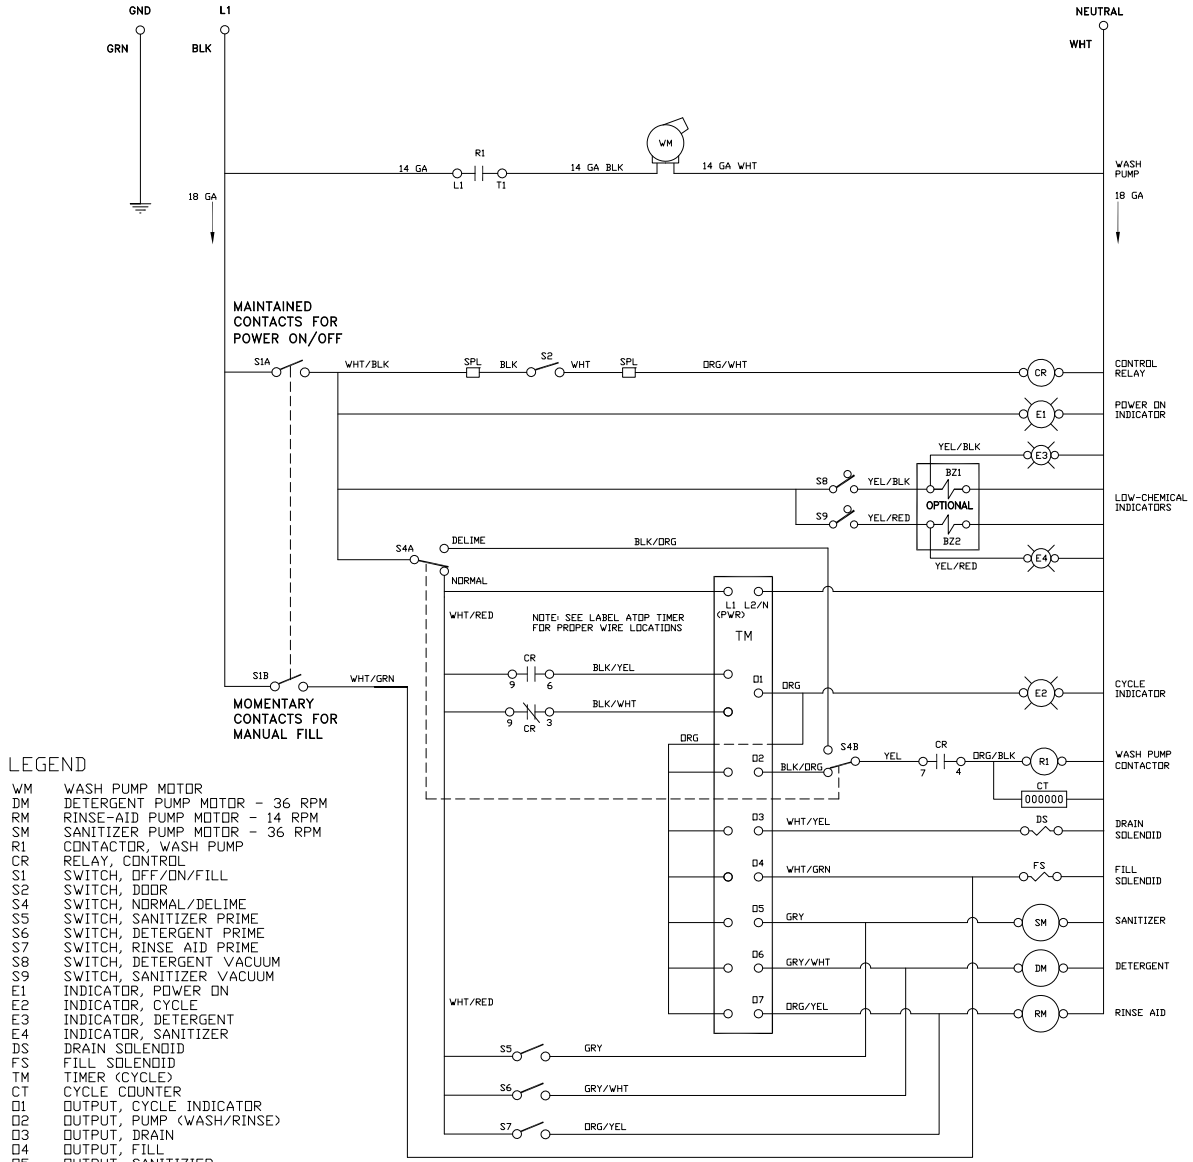 GND
L1
NEUTRAL
GRN
BLK
WHT
WM
R1
14 GA
L1
T1
14 GA BLK
14 GA WHT
WASH
PUMP
18 GA
18 GA
MAINTAINED
CONTACTS FOR
POWER ON/OFF
S1A
WHT/BLK
SPL
BLK
S2
WHT
SPL
ORG/WHT
CR
CONTROL
RELAY
E1
POWER ON
INDICATOR
YEL/BLK
E3
S8
YEL/BLK
BZ1
OPTIONAL
LOW-CHEMICAL
INDICATORS
S9
YEL/RED
BZ2
YEL/RED
E4
S4A
DELIME
BLK/ORG
NORMAL
WHT/RED
NOTE: SEE LABEL ATOP TIMER
FOR PROPER WIRE LOCATIONS
L1 L2/N
(PWR)
TM
CR
9
6
BLK/YEL
S1B
WHT/GRN
O1
ORG
E2
CYCLE
INDICATOR
MOMENTARY
CONTACTS FOR
MANUAL FILL
9
3
CR
BLK/WHT
ORG
O2
BLK/ORG
S4B
YEL
CR
7
4
ORG/BLK
R1
WASH PUMP
CONTACTOR
CT
000000
O3
WHT/YEL
DS
DRAIN
SOLENOID
O4
WHT/GRN
FS
FILL
SOLENOID
O5
GRY
SM
SANITIZER
O6
GRY/WHT
DM
DETERGENT
WHT/RED
O7
ORG/YEL
RM
RINSE AID
S5
GRY
S6
GRY/WHT
S7
ORG/YEL
LEGEND
WM WASH PUMP MOTOR
DM DETERGENT PUMP MOTOR - 36 RPM
RM RINSE-AID PUMP MOTOR - 14 RPM
SM SANITIZER PUMP MOTOR - 36 RPM
R1 CONTACTOR, WASH PUMP
CR RELAY, CONTROL
S1 SWITCH, OFF/ON/FILL
S2 SWITCH, DOOR
S4 SWITCH, NORMAL/DELIME
S5 SWITCH, SANITIZER PRIME
S6 SWITCH, DETERGENT PRIME
S7 SWITCH, RINSE AID PRIME
S8 SWITCH, DETERGENT VACUUM
S9 SWITCH, SANITIZER VACUUM
E1 INDICATOR, POWER ON
E2 INDICATOR, CYCLE
E3 INDICATOR, DETERGENT
E4 INDICATOR, SANITIZER
DS DRAIN SOLENOID
FS FILL SOLENOID
TM TIMER (CYCLE)
CT CYCLE COUNTER
O1 OUTPUT, CYCLE INDICATOR
O2 OUTPUT, PUMP (WASH/RINSE)
O3 OUTPUT, DRAIN
O4 OUTPUT, FILL
O5 OUTPUT, SANITIZIER